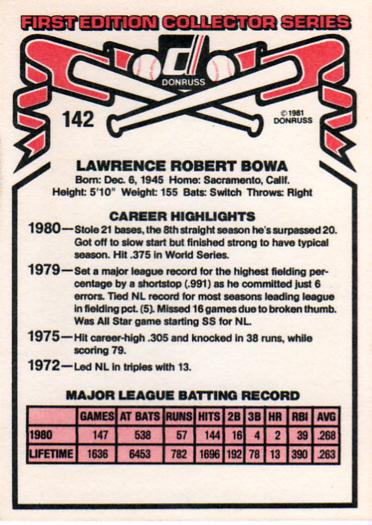 FIRST EDITION COLLECTOR SERIES
DONRUSS
142
©1981
DONRUSS
LAWRENCE ROBERT BOWA
Born: Dec. 6, 1945 Home: Sacramento, Calif.
Height: 5'10" Weight: 155 Bats: Switch Throws: Right
CAREER HIGHLIGHTS
1980—Stole 21 bases, the 8th straight season he's surpassed 20.
Got off to slow start but finished strong to have typical
season. Hit .375 in World Series.
1979—Set a major league record for the highest fielding per-
centage by a shortstop (.991) as he committed just 6
errors. Tied NL record for most seasons leading league
in fielding pct. (5). Missed 16 games due to broken thumb.
Was All Star game starting SS for NL.
1975—Hit career-high .305 and knocked in 38 runs, while
scoring 79.
1972—Led NL in triples with 13.
MAJOR LEAGUE BATTING RECORD
GAMES AT BATS RUNS HITS 2B 3B HR RBI AVG
1980 147 538 57 144 16 4 2 39 .268
LIFETIME 1636 6453 782 1696 192 78 13 390 .263